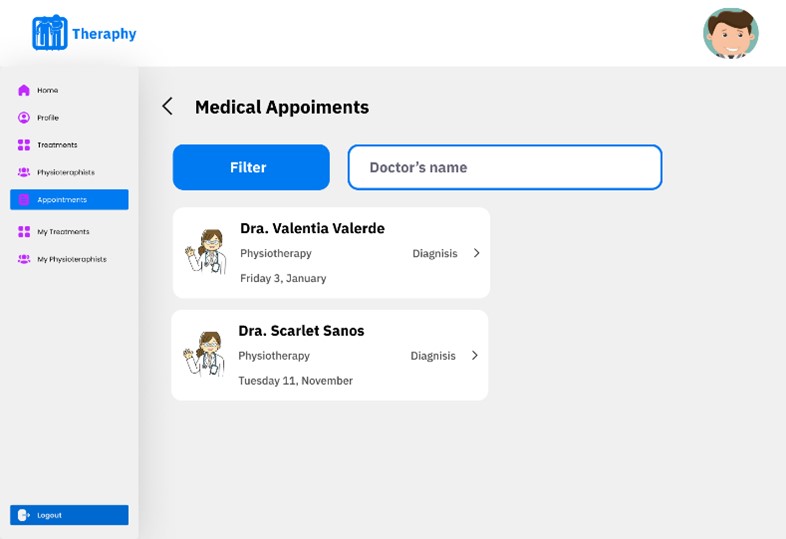 Theraphy
Home
Profile
Treatments
Physioteraphists
Appointments
My Treatments
My Physioteraphists
Logout
Medical Appoiments
Filter
Doctor's name
Dra. Valentia Valerde
Physiotherapy
Diagnisis
Friday 3, January
Dra. Scarlet Sanos
Physiotherapy
Diagnisis
Tuesday 11, November